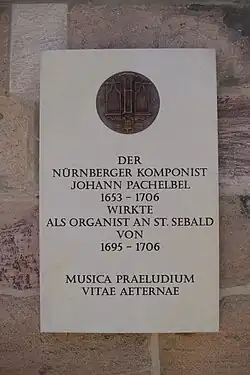 DER
NÜRNBERGER KOMPONIST
JOHANN PACHELBEL
1653 - 1706
WIRKTE
ALS ORGANIST AN ST. SEBALD
VON
1695 - 1706
MUSICA PRAELUDIUM
VITAE AETERNAE